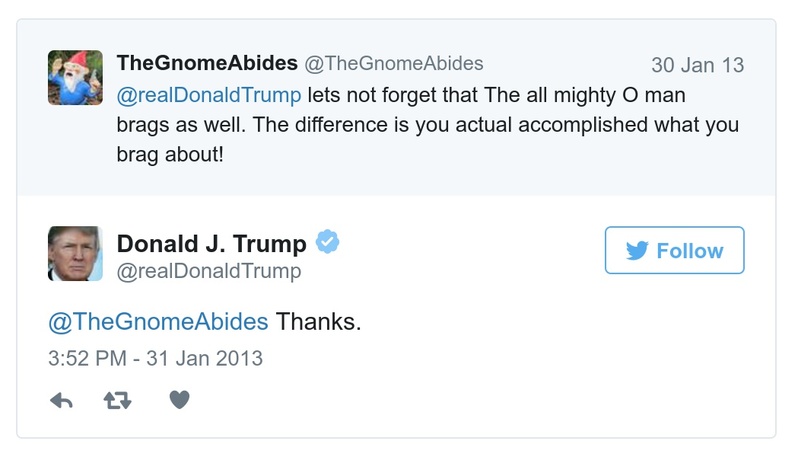 TheGnomeAbides @TheGnomeAbides 30 Jan 13
@realDonaldTrump lets not forget that The all mighty O man
brags as well. The difference is you actual accomplished what you
brag about!
Donald J. Trump
@realDonaldTrump
Follow
@TheGnomeAbides Thanks.
3:52 PM - 31 Jan 2013